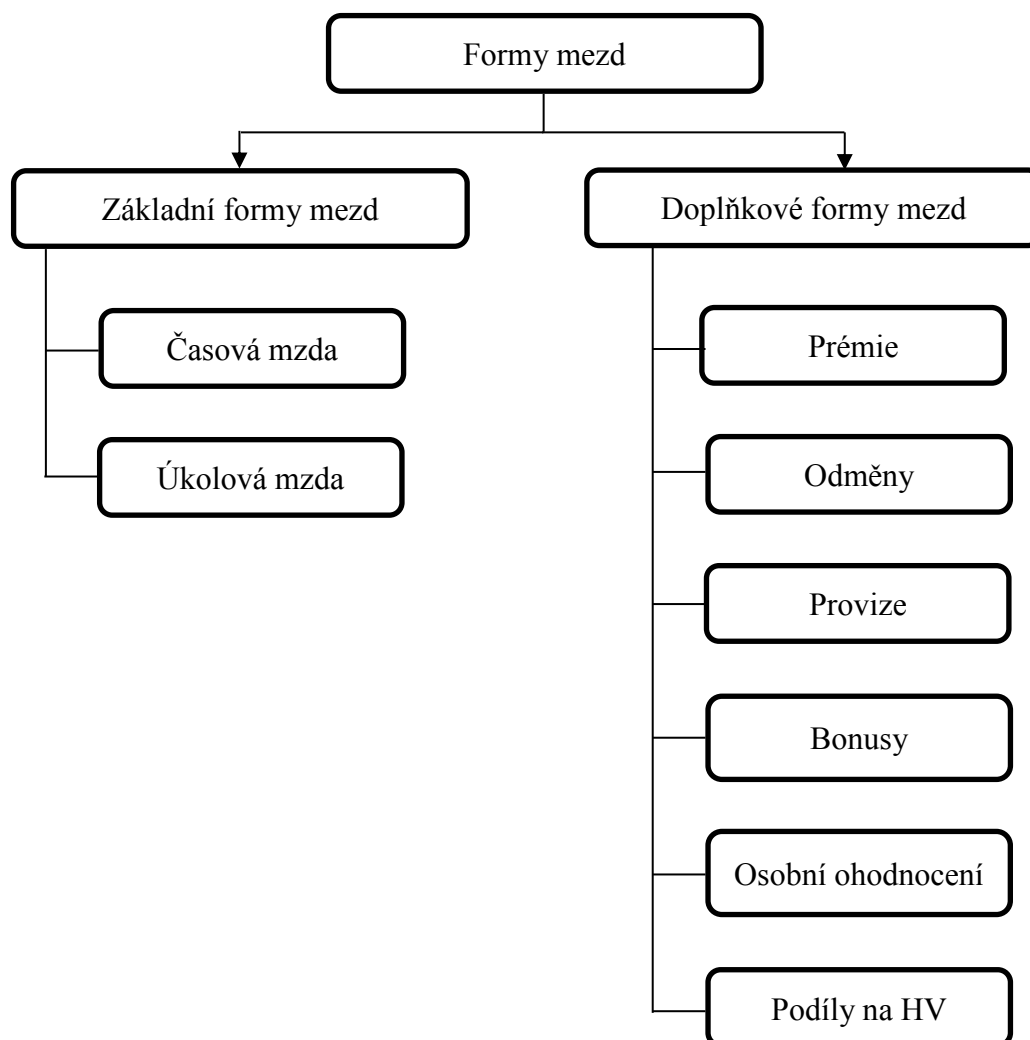 Formy mezd
Základní formy mezd
Doplňkové formy mezd
Časová mzda
Úkolová mzda
Prémie
Odměny
Provize
Bonusy
Osobní ohodnocení
Podíly na HV